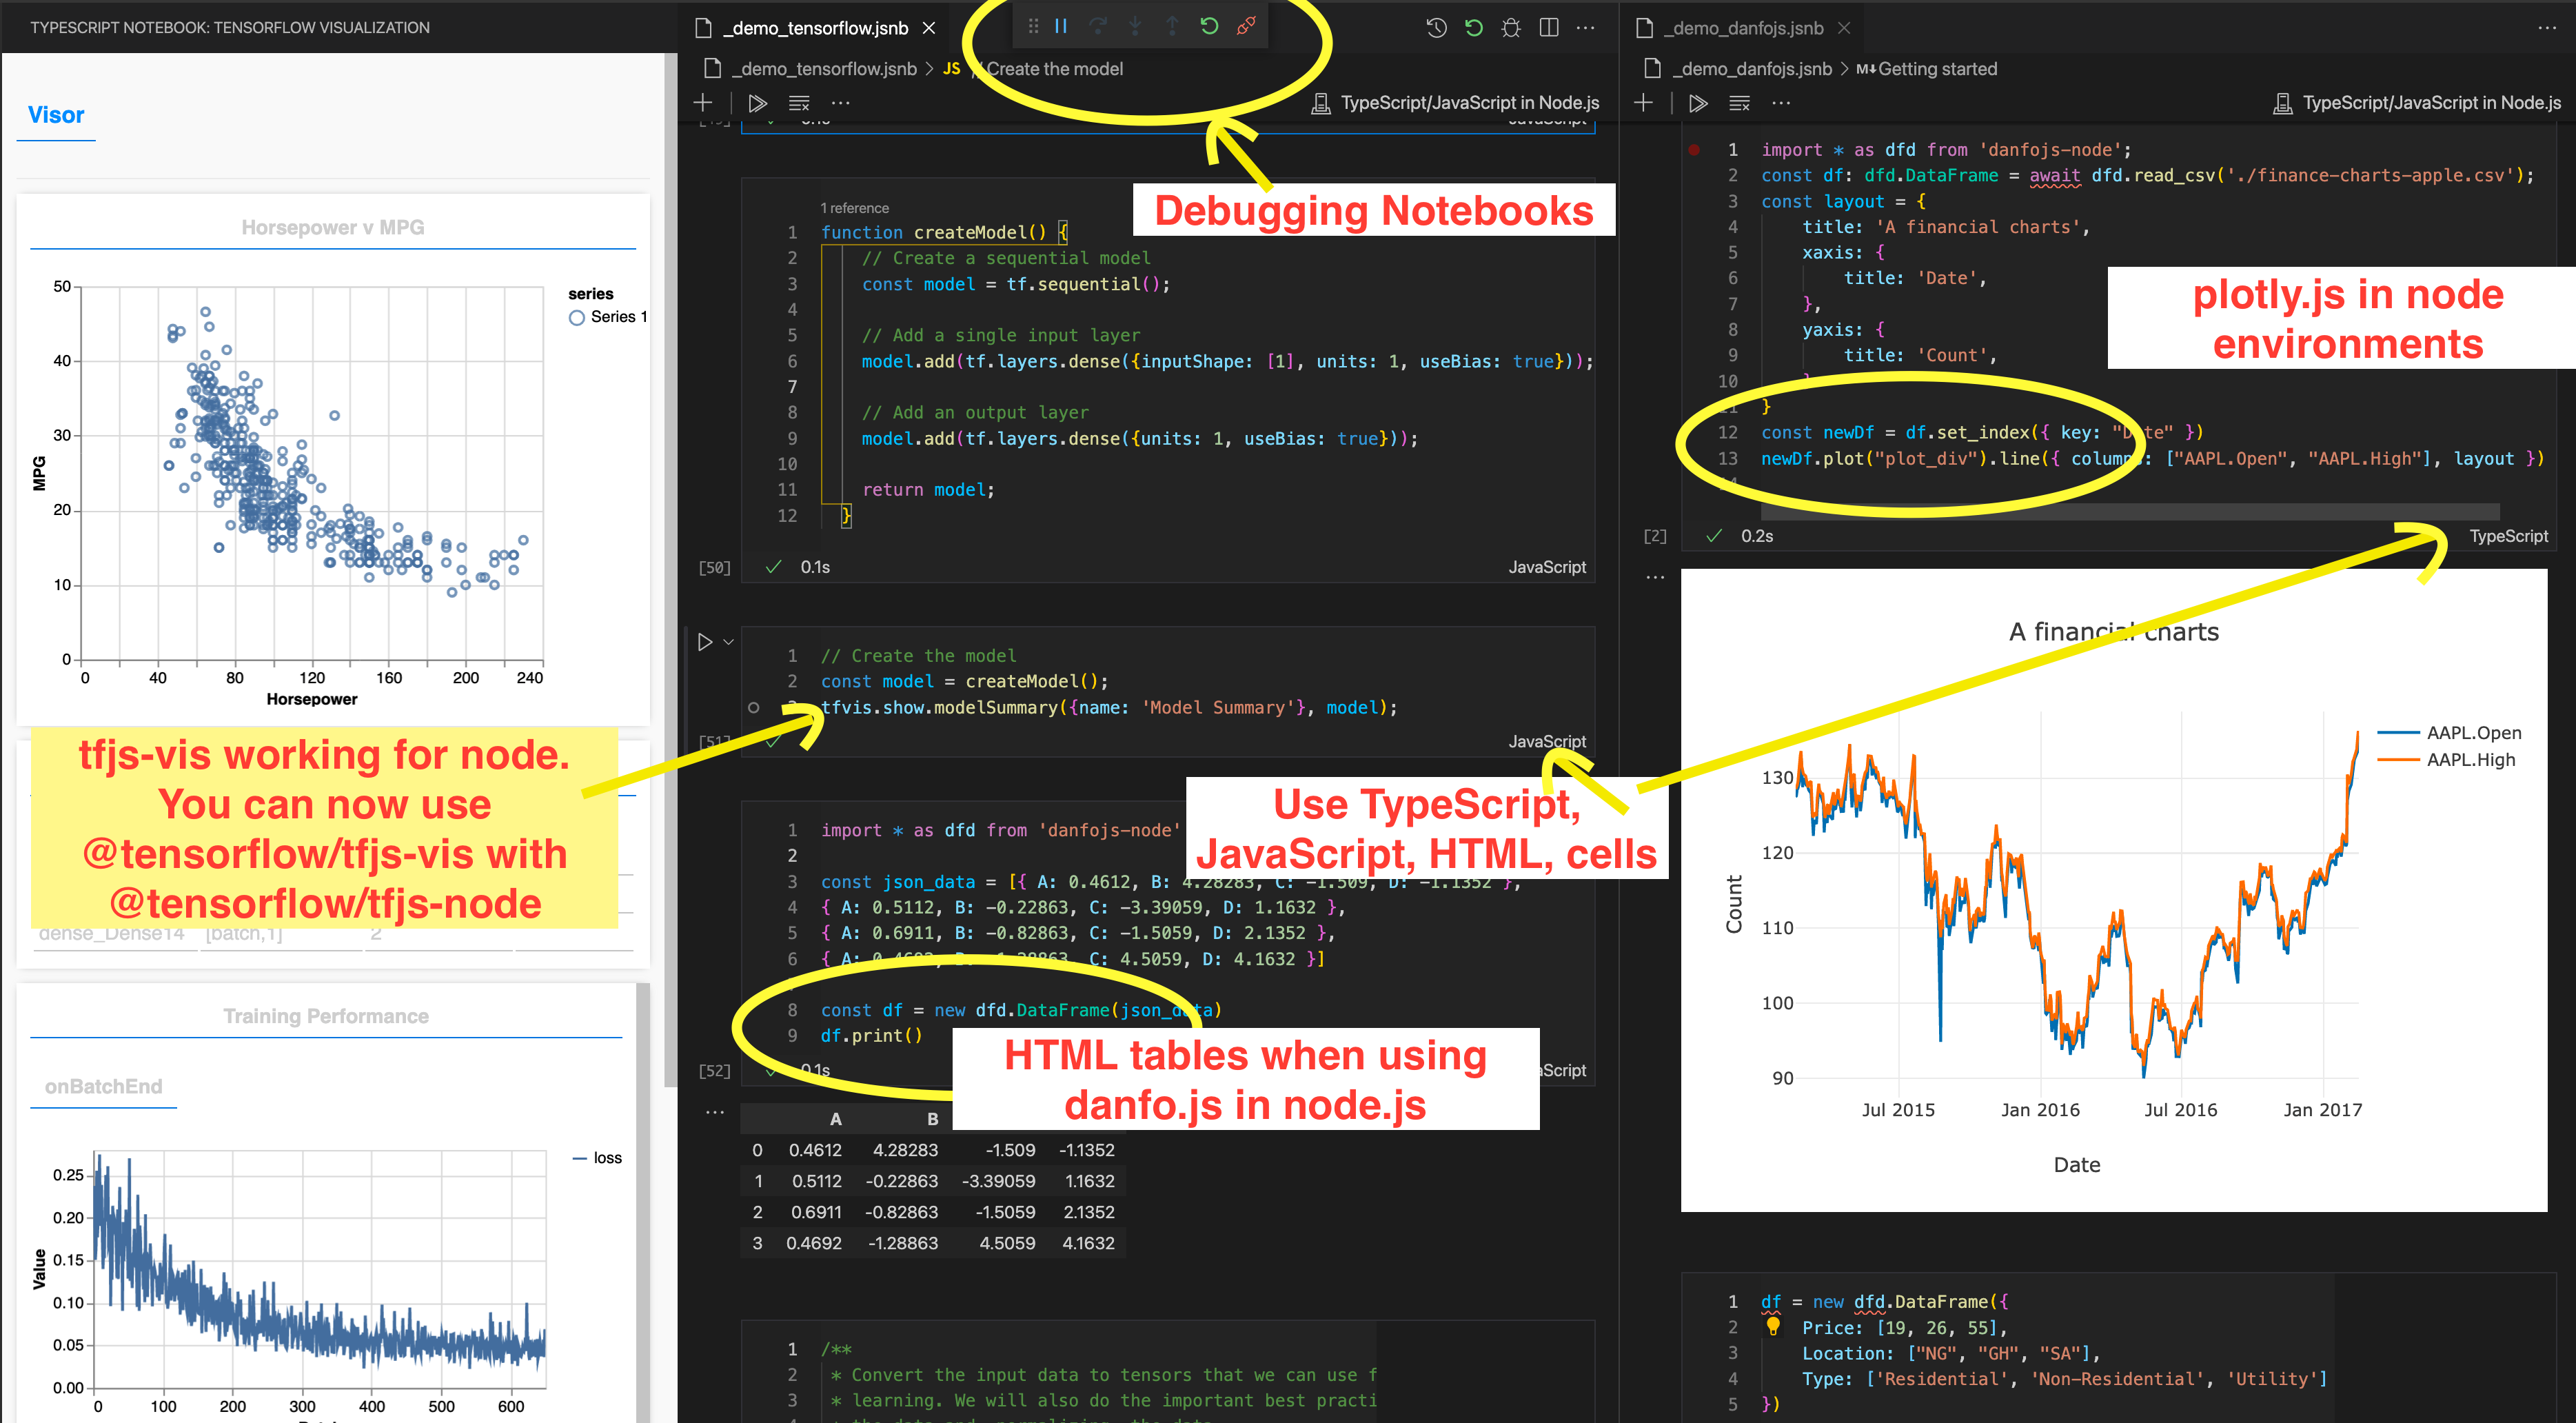 TYPESCRIPT NOTEBOOK: TENSORFLOW VISUALIZATION
Visor
Horsepower v MPG
50
40
30
20
10
0
MPG
0 40 80 120 160 200 240
Horsepower
series
Series 1
tfjs-vis working for node.
You can now use
@tensorflow/tfjs-vis with
@tensorflow/tfjs-node
dense_Dense14 [batch,1] 2
Training Performance
onBatchEnd
loss
0.25
0.20
0.15
0.10
0.05
0.00
Value
0 100 200 300 400 500 600
_demo_tensorflow.jsnb
_demo_tensorflow.jsnb > JS // Create the model
TypeScript/JavaScript in Node.js
JavaScript
Debugging Notebooks
1 reference
1 function createModel() {
2 // Create a sequential model
3 const model = tf.sequential();
4
5 // Add a single input layer
6 model.add(tf.layers.dense({inputShape: [1], units: 1, useBias: true}));
7
8 // Add an output layer
9 model.add(tf.layers.dense({units: 1, useBias: true}));
10
11 return model;
12 }
[50] 0.1s JavaScript
1 // Create the model
2 const model = createModel();
tfvis.show.modelSummary({name: 'Model Summary'}, model);
[51] JavaScript
Use TypeScript,
JavaScript, HTML, cells
1 import * as dfd from 'danfojs-node'
2
3 const json_data = [{ A: 0.4612, B: 4.28283, C: -1.509, D: -1.1352 },
4 { A: 0.5112, B: -0.22863, C: -3.39059, D: 1.1632 },
5 { A: 0.6911, B: -0.82863, C: -1.5059, D: 2.1352 },
6 { A: 0.4692, B: -1.28863, C: 4.5059, D: 4.1632 }]
8 const df = new dfd.DataFrame(json_data)
9 df.print()
[52] 0.1s
HTML tables when using
danfo.js in node.js
A B
0 0.4612 4.28283 -1.509 -1.1352
1 0.5112 -0.22863 -3.39059 1.1632
2 0.6911 -0.82863 -1.5059 2.1352
3 0.4692 -1.28863 4.5059 4.1632
1 /**
2 * Convert the input data to tensors that we can use f
3 * learning. We will also do the important best practi
_demo_danfojs.jsnb
_demo_danfojs.jsnb > M↓ Getting started
TypeScript/JavaScript in Node.js
1 import * as dfd from 'danfojs-node';
2 const df: dfd.DataFrame = await dfd.read_csv('./finance-charts-apple.csv');
3 const layout = {
4 title: 'A financial charts',
5 xaxis: {
6 title: 'Date',
7 },
8 yaxis: {
9 title: 'Count',
10 }
11 }
12 const newDf = df.set_index({ key: "Date" })
13 newDf.plot("plot_div").line({ columns: ["AAPL.Open", "AAPL.High"], layout })
14
plotly.js in node
environments
[2] 0.2s TypeScript
A financial charts
AAPL.Open
AAPL.High
130
120
110
100
90
Count
Jul 2015 Jan 2016 Jul 2016 Jan 2017
Date
1 df = new dfd.DataFrame({
2 Price: [19, 26, 55],
3 Location: ["NG", "GH", "SA"],
4 Type: ['Residential', 'Non-Residential', 'Utility']
5 })